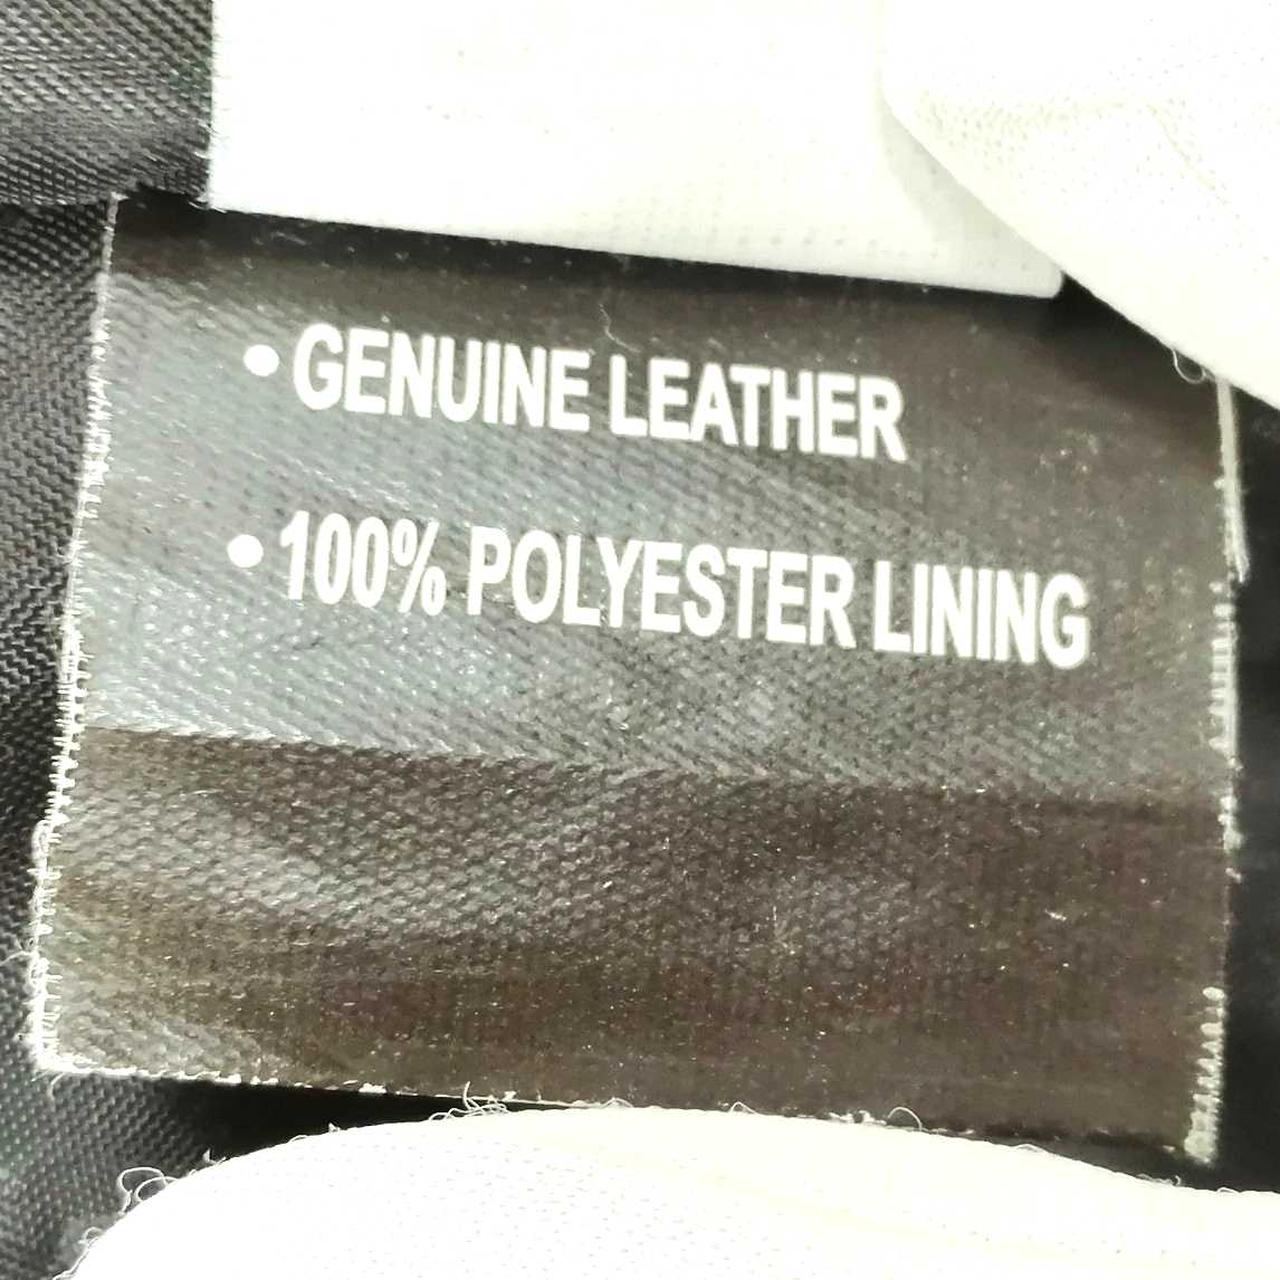 • GENUINE LEATHER
• 100% POLYESTER LINING